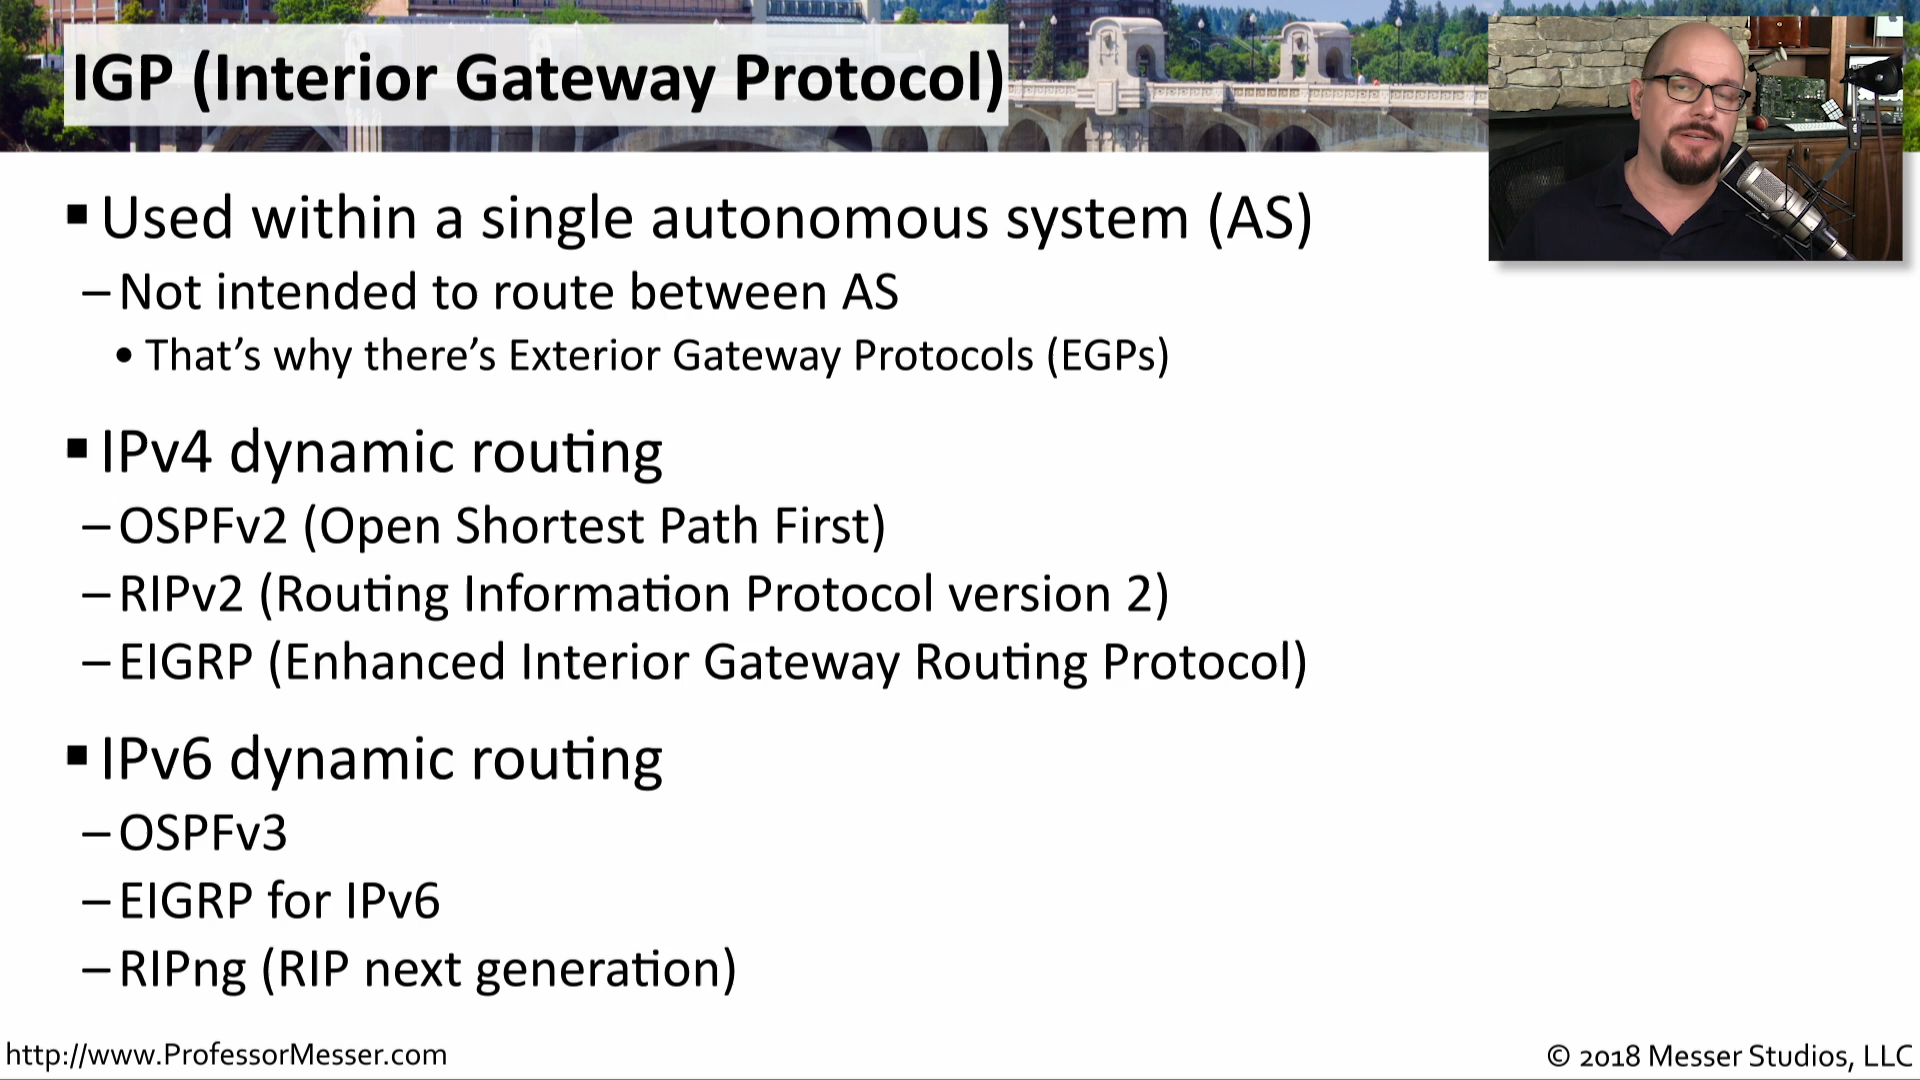 IGP (Interior Gateway Protocol)
▪ Used within a single autonomous system (AS)
– Not intended to route between AS
• That’s why there’s Exterior Gateway Protocols (EGPs)
▪ IPv4 dynamic routing
– OSPFv2 (Open Shortest Path First)
– RIPv2 (Routing Information Protocol version 2)
– EIGRP (Enhanced Interior Gateway Routing Protocol)
▪ IPv6 dynamic routing
– OSPFv3
– EIGRP for IPv6
– RIPng (RIP next generation)
http://www.ProfessorMesser.com
© 2018 Messer Studios, LLC